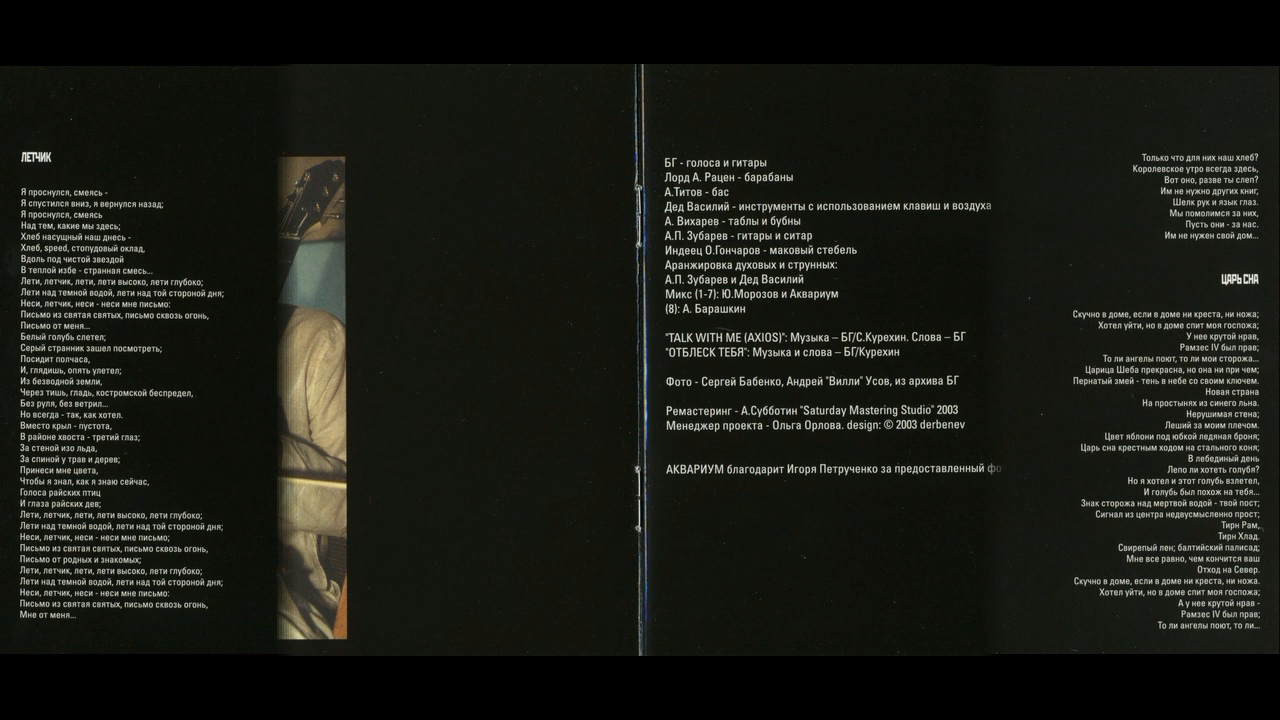 ЛЕТЧИК
Я проснулся, смеясь -
Я спустился вниз, я вернулся назад;
Я проснулся, смеясь
Над тем, какие мы здесь;
Хлеб насущный наш днесь -
Хлеб, speed, стопудовый оклад,
Вдоль под чистой звездой
В теплой избе - странная смесь...
Лети, летчик, лети, лети высоко, лети глубоко;
Лети над темной водой, лети над той стороной дня;
Неси, летчик, неси - неси мне письмо:
Письмо из святая святых, письмо сквозь огонь,
Письмо от меня...
Белый голубь слетел;
Серый странник зашел посмотреть;
Посидит полчаса,
И, глядишь, опять улетел;
Из безводной земли,
Через тишь, гладь, костромской беспредел,
Без руля, без ветрил...
Но всегда - так, как хотел.
Вместо крыл - пустота,
В районе хвоста - третий глаз;
За стеной изо льда,
За спиной у трав и дерев;
Принеси мне цвета,
Чтобы я знал, как я знаю сейчас,
Голоса райских птиц
И глаза райских дев;
Лети, летчик, лети, лети высоко, лети глубоко;
Лети над темной водой, лети над той стороной дня;
Неси, летчик, неси - неси мне письмо;
Письмо из святая святых, письмо сквозь огонь,
Письмо от родных и знакомых;
Лети, летчик, лети, лети высоко, лети глубоко;
Лети над темной водой, лети над той стороной дня;
Неси, летчик, неси - неси мне письмо:
Письмо из святая святых, письмо сквозь огонь,
Мне от меня...
БГ - голоса и гитары
Лорд А. Рацен - барабаны
А.Титов - бас
Дед Василий - инструменты с использованием клавиш и воздуха
А. Вихарев - таблы и бубны
А.П. Зубарев - гитары и ситар
Индеец О.Гончаров - маковый стебель
Аранжировка духовых и струнных:
А.П. Зубарев и Дед Василий
Микс (1-7): Ю.Морозов и Аквариум
(8): А. Барашкин
"TALK WITH ME (AXIOS)": Музыка – БГ/С.Курехин. Слова – БГ
"ОТБЛЕСК ТЕБЯ": Музыка и слова – БГ/Курехин
Фото - Сергей Бабенко, Андрей "Вилли" Усов, из архива БГ
Ремастеринг - А.Субботин "Saturday Mastering Studio" 2003
Менеджер проекта - Ольга Орлова. design: © 2003 derbenev
АКВАРИУМ благодарит Игоря Петрученко за предоставленный фо
Только что для них наш хлеб?
Королевское утро всегда здесь,
Вот оно, разве ты слеп?
Им не нужно других книг,
Шелк рук и язык глаз.
Мы помолимся за них,
Пусть они - за нас.
Им не нужен свой дом...
ЦАРЬ СНА
Скучно в доме, если в доме ни креста, ни ножа;
Хотел уйти, но в доме спит моя госпожа;
У нее крутой нрав,
Рамзес IV был прав;
То ли ангелы поют, то ли мои сторожа...
Царица Шеба прекрасна, но она ни при чем;
Пернатый змей - тень в небе со своим ключем.
Новая страна
На простынях из синего льна.
Нерушимая стена;
Леший за моим плечом.
Цвет яблони под юбкой ледяная броня;
Царь сна крестным ходом на стального коня;
В лебединый день
Лепо ли хотеть голубя?
Но я хотел и этот голубь взлетел,
И голубь был похож на тебя...
Знак сторожа над мертвой водой - твой пост;
Сигнал из центра недвусмысленно прост;
Тирн Рам,
Тирн Хлад.
Свирепый лен; балтийский палисад;
Мне все равно, чем кончится ваш
Отход на Север.
Скучно в доме, если в доме ни креста, ни ножа.
Хотел уйти, но в доме спит моя госпожа;
А у нее крутой нрав -
Рамзес IV был прав;
То ли ангелы поют, то ли...